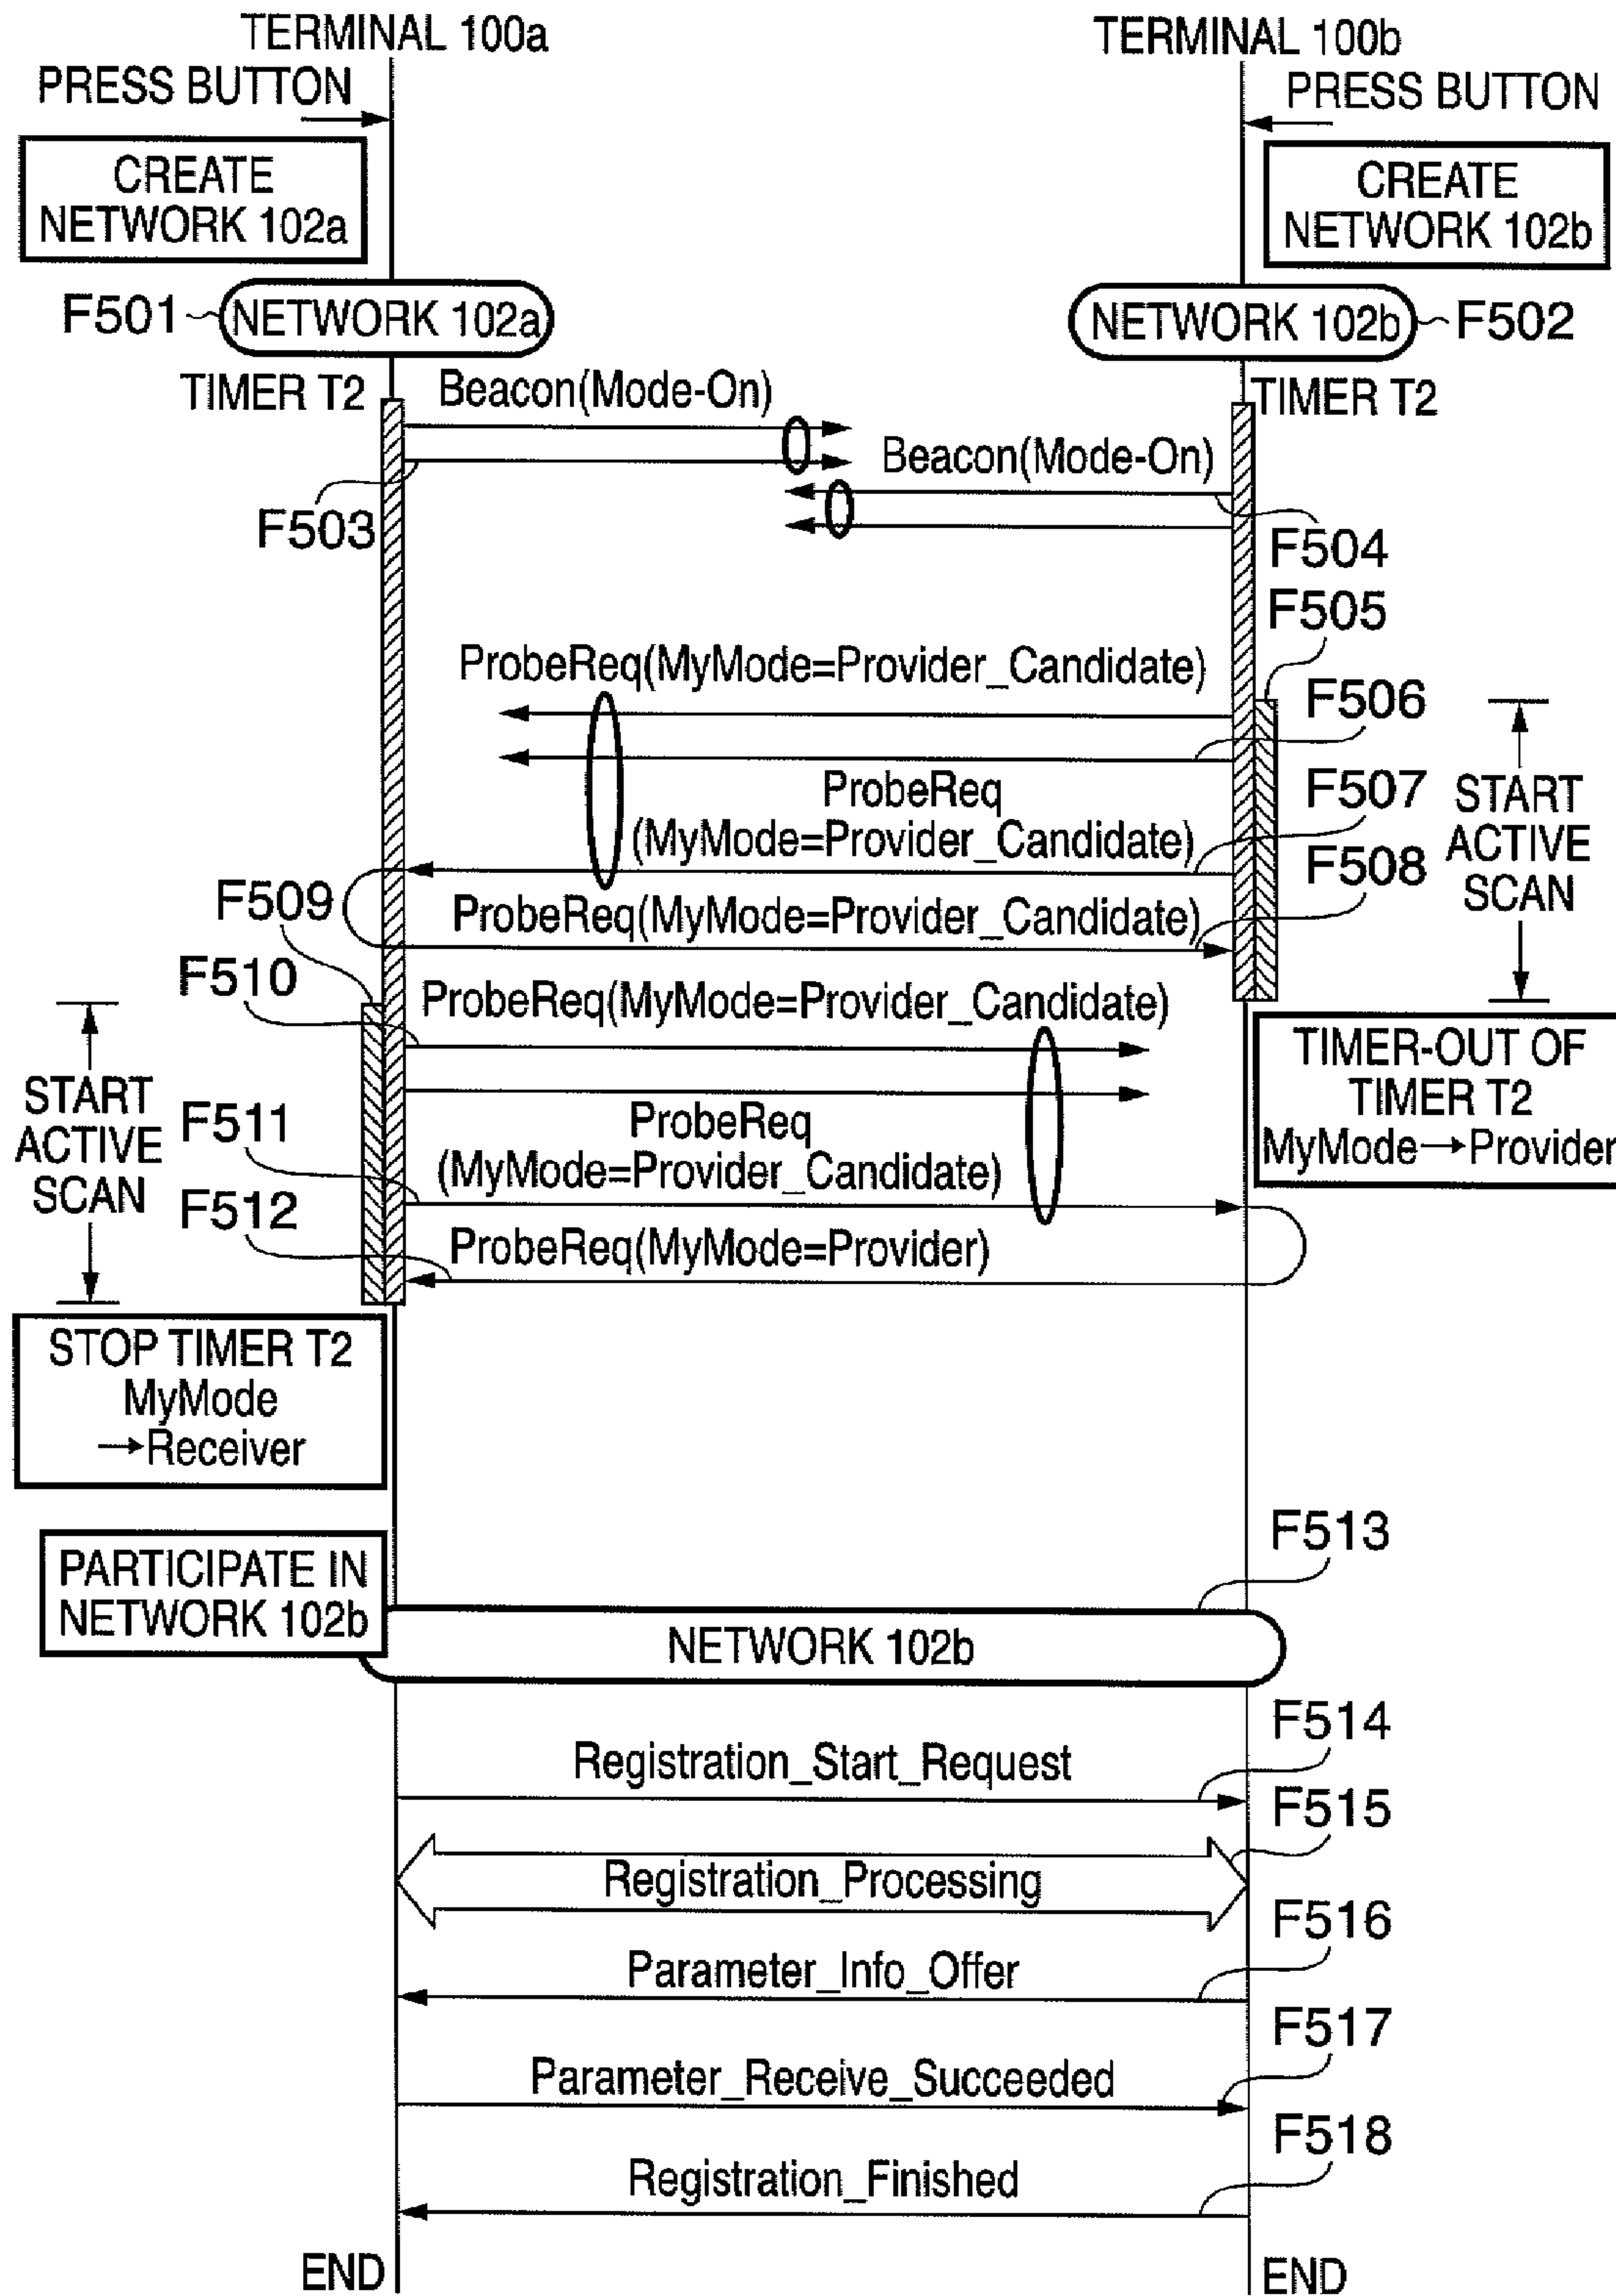 TERMINAL 100a
TERMINAL 100b
PRESS BUTTON
PRESS BUTTON
CREATE
NETWORK 102a
CREATE
NETWORK 102b
F501
NETWORK 102a
NETWORK 102b
F502
TIMER T2
Beacon(Mode-On)
TIMER T2
Beacon(Mode-On)
F503
F504
F505
ProbeReq(MyMode=Provider_Candidate)
F506
ProbeReq
(MyMode=Provider_Candidate)
F507
START
ACTIVE
SCAN
F508
F509
ProbeReq(MyMode=Provider_Candidate)
F510
ProbeReq(MyMode=Provider_Candidate)
TIMER-OUT OF
TIMER T2
MyMode→Provider
START
ACTIVE
SCAN
F511
ProbeReq
(MyMode=Provider_Candidate)
F512
ProbeReq(MyMode=Provider)
STOP TIMER T2
MyMode
→Receiver
F513
PARTICIPATE IN
NETWORK 102b
NETWORK 102b
F514
Registration_Start_Request
F515
Registration_Processing
F516
Parameter_Info_Offer
F517
Parameter_Receive_Succeeded
F518
Registration_Finished
END
END